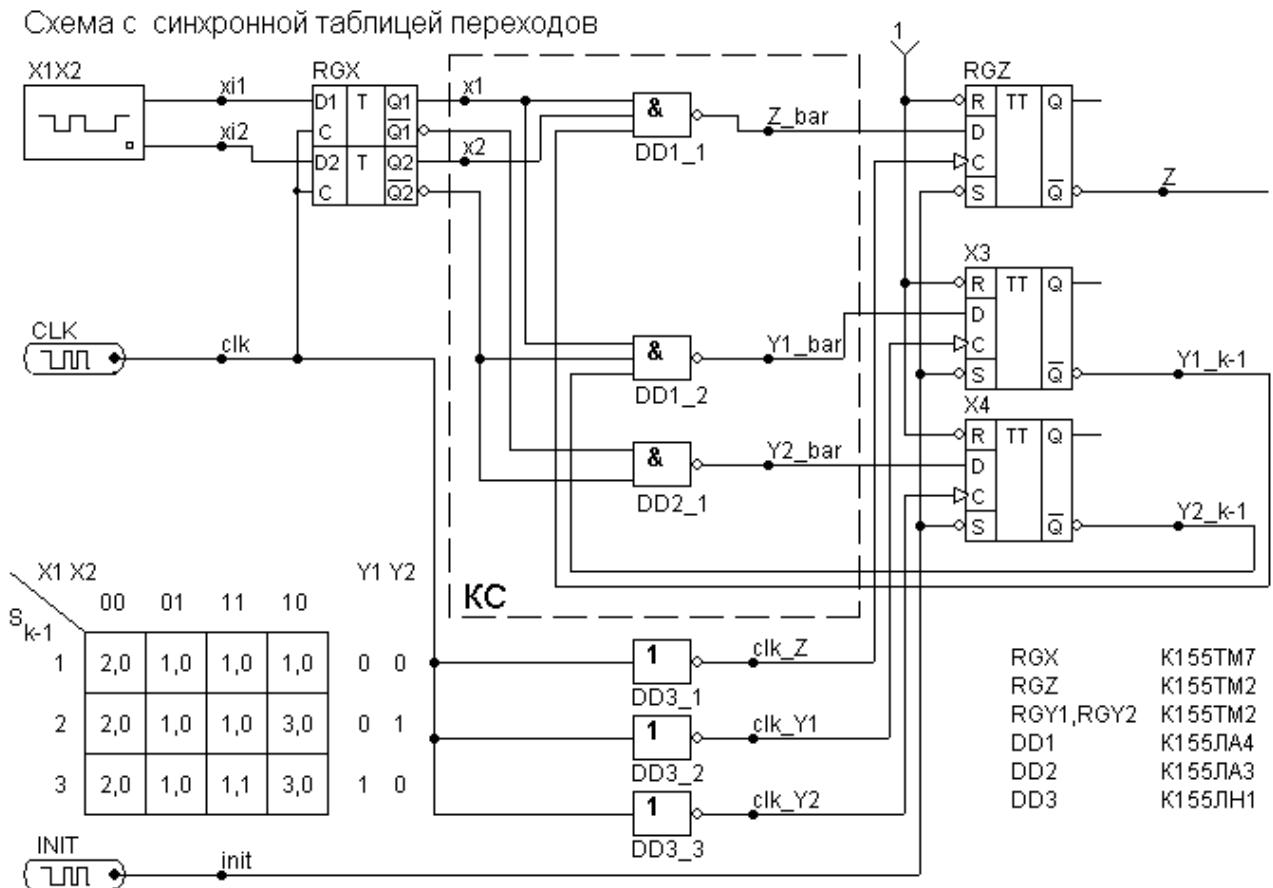 Схема с синхронной таблицей переходов
1
X1X2
RGX
RGZ
xi1
x1
D1 T Q1
R TT Q
&
Z_bar
C Q1
D
xi2
x2
DD1_1
D2 T Q2
C
Z
C Q2
S Q
X3
R TT Q
CLK
D
clk
&
Y1_bar
C
Y1_k-1
DD1_2
S Q
X4
R TT Q
&
Y2_bar
D
DD2_1
C
Y2_k-1
S Q
X1 X2 Y1 Y2
КС
00 01 11 10
S k-1
1 2,0 1,0 1,0 1,0 0 0
2 2,0 1,0 1,0 3,0 0 1
3 2,0 1,0 1,1 3,0 1 0
1
clk_Z
DD3_1
1
clk_Y1
DD3_2
1
clk_Y2
DD3_3
RGX К155ТМ7
RGZ К155ТМ2
RGY1,RGY2 К155ТМ2
DD1 К155ЛА4
DD2 К155ЛА3
DD3 К155ЛН1
INIT
init